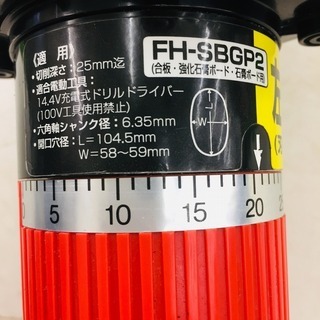 〈適用〉
・切削深さ：25mm迄
・適合電動工具：
14.4V充電式ドリルドライバー
(100V工具使用禁止)
・六角軸シャンク径：6.35mm
・開口穴径：L＝104.5mm
W＝58〜59mm
FH-SBGP2
(合板・強化石膏ボード・石膏ボード用)
L
W
5 10 15 20